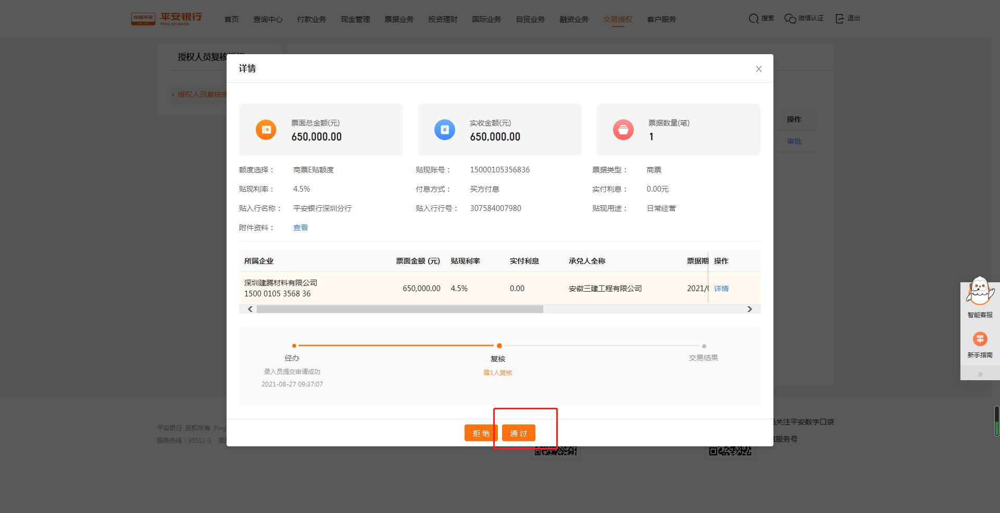 中国平安
平安银行
PING AN BANK
首页 查询中心 付款业务 现金管理 票据业务 投资理财 国际业务 自贸业务 融资业务 交易授权 客户服务
搜索 微信认证 退出
授权人员复核授权
详情
X
授权人员复核授
票面总金额(元)
650,000.00
实收金额(元)
650,000.00
票据数量(笔)
1
操作
审批
额度选择： 商票E贴额度 贴现账号： 15000105356836 票据类型： 商票
贴现利率： 4.5% 付息方式： 买方付息 实付利息： 0.00元
贴入行名称： 平安银行深圳分行 贴入行行号： 307584007980 贴现用途： 日常经营
附件资料： 查看
所属企业 票面金额 (元) 贴现利率 实付利息 承兑人全称 票据期 操作
深圳建腾材料有限公司
1500 0105 3568 36
650,000.00 4.5% 0.00 安徽三建工程有限公司 2021/0 详情
经办 复核 交易结果
录入员提交申请成功 需1人复核
2021-08-27 09:37:07
拒 绝 通 过
智能客服
新手指南
平安银行 版权所有 Ping
服务热线：95511-3 信用
码关注平安数字口袋
信服务号